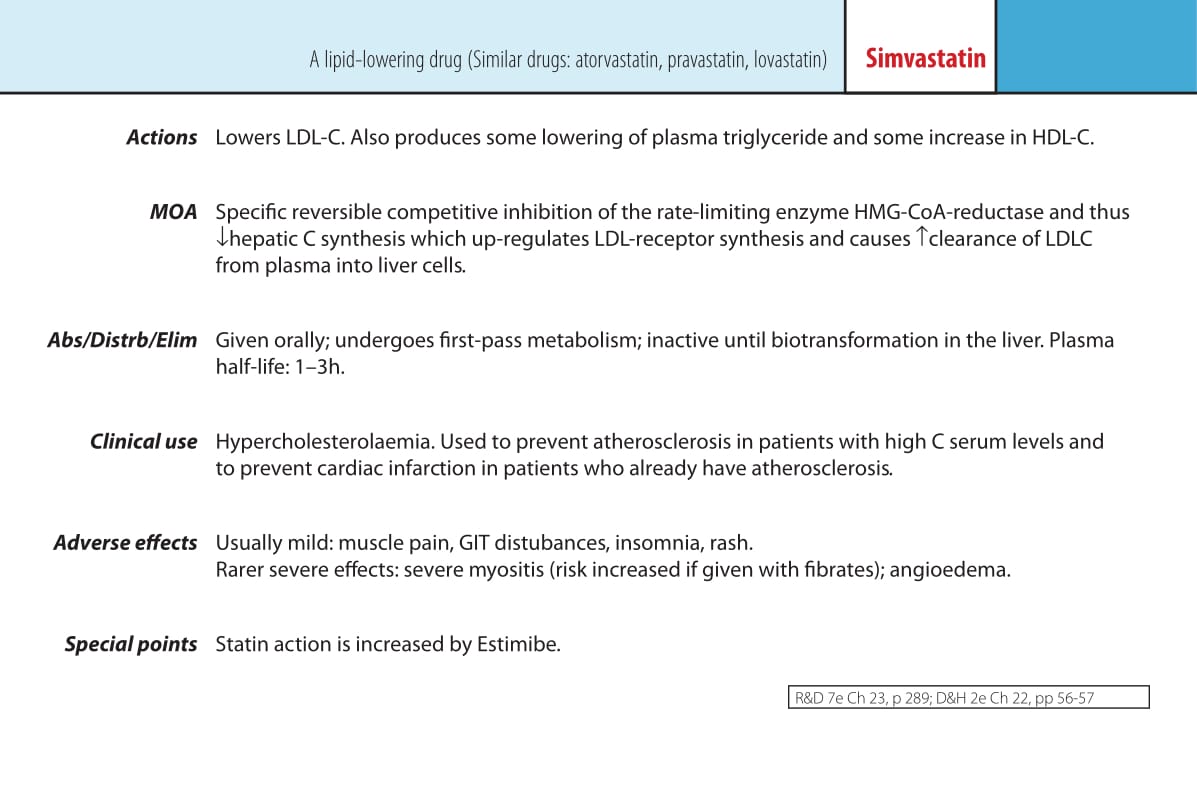 A lipid-lowering drug (Similar drugs: atorvastatin, pravastatin, lovastatin) Simvastatin
Actions Lowers LDL-C. Also produces some lowering of plasma triglyceride and some increase in HDL-C.
MOA Specific reversible competitive inhibition of the rate-limiting enzyme HMG-CoA-reductase and thus
↓hepatic C synthesis which up-regulates LDL-receptor synthesis and causes ↑clearance of LDLC
from plasma into liver cells.
Abs/Distrb/Elim Given orally; undergoes first-pass metabolism; inactive until biotransformation in the liver. Plasma
half-life: 1–3h.
Clinical use Hypercholesterolaemia. Used to prevent atherosclerosis in patients with high C serum levels and
to prevent cardiac infarction in patients who already have atherosclerosis.
Adverse effects Usually mild: muscle pain, GIT distubances, insomnia, rash.
Rarer severe effects: severe myositis (risk increased if given with fibrates); angioedema.
Special points Statin action is increased by Estimibe.
R&D 7e Ch 23, p 289; D&H 2e Ch 22, pp 56-57